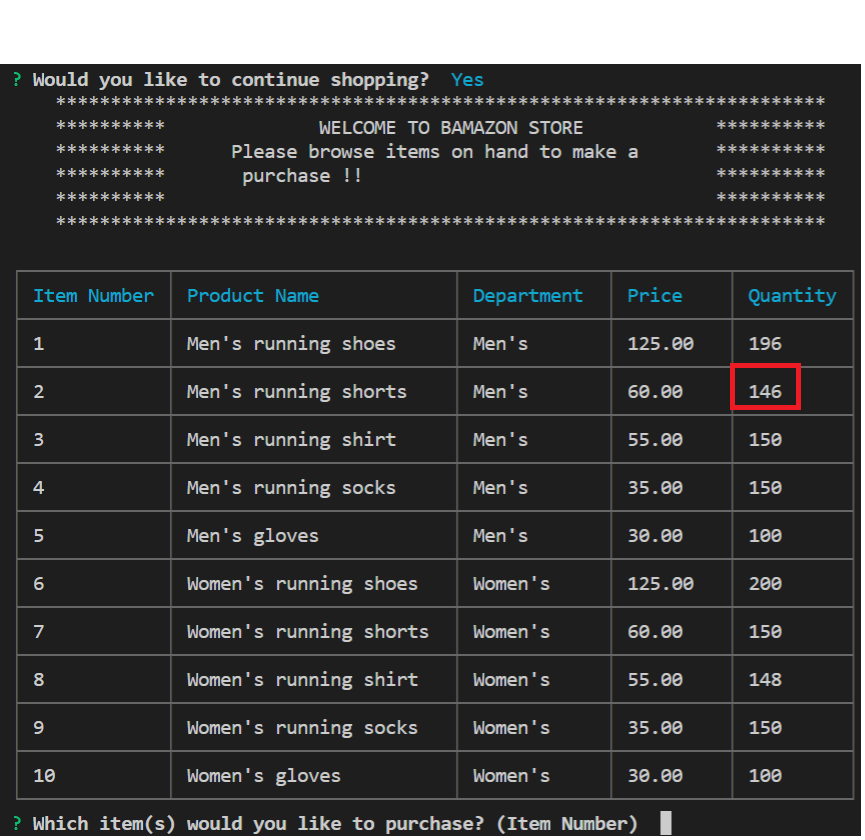 ? Would you like to continue shopping? Yes
**********************************************************************
********** WELCOME TO BAMAZON STORE **********
********** Please browse items on hand to make a **********
********** purchase !! **********
********** **********
**********************************************************************
Item Number Product Name Department Price Quantity
1 Men's running shoes Men's 125.00 196
2 Men's running shorts Men's 60.00 146
3 Men's running shirt Men's 55.00 150
4 Men's running socks Men's 35.00 150
5 Men's gloves Men's 30.00 100
6 Women's running shoes Women's 125.00 200
7 Women's running shorts Women's 60.00 150
8 Women's running shirt Women's 55.00 148
9 Women's running socks Women's 35.00 150
10 Women's gloves Women's 30.00 100
? Which item(s) would you like to purchase? (Item Number)